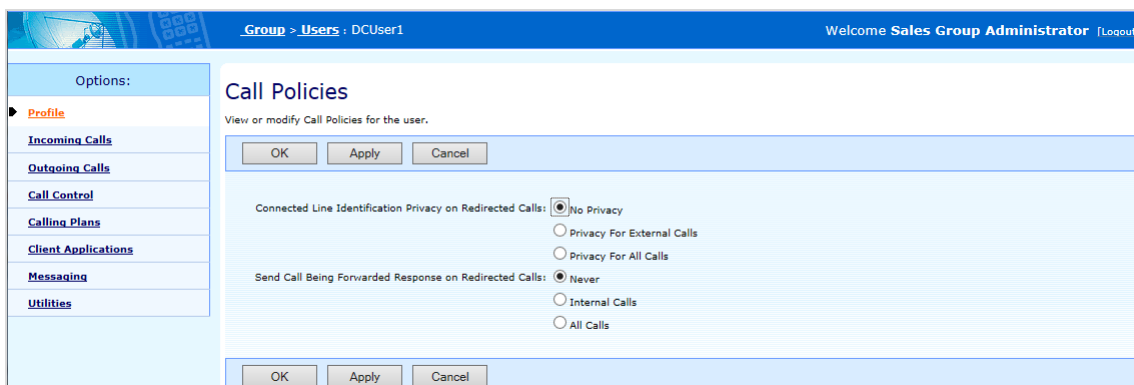 Group > Users : DCUser1
Welcome Sales Group Administrator [Logout
Options:
Profile
Incoming Calls
Outgoing Calls
Call Control
Calling Plans
Client Applications
Messaging
Utilities
Call Policies
View or modify Call Policies for the user.
OK Apply Cancel
Connected Line Identification Privacy on Redirected Calls: No Privacy
Privacy For External Calls
Privacy For All Calls
Send Call Being Forwarded Response on Redirected Calls: Never
Internal Calls
All Calls
OK Apply Cancel